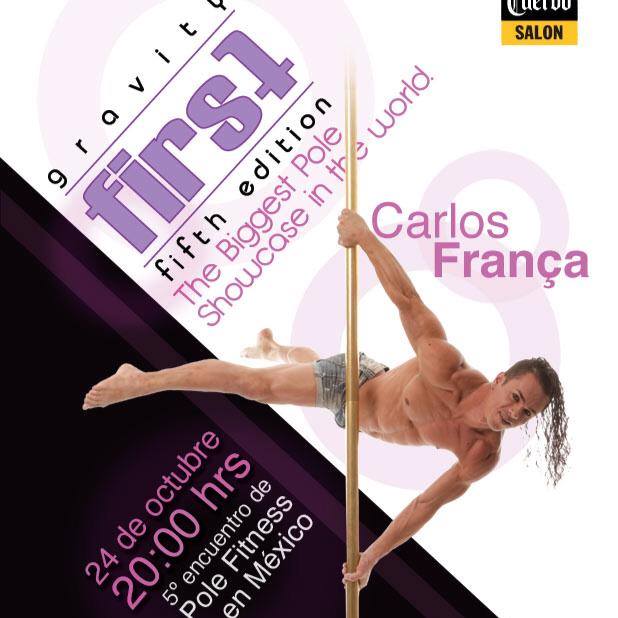 gravity
first
fifth edition
The Biggest Pole
Showcase in the world.
Cuervo
SALON
Carlos
França
24 de octubre
20:00 hrs
5º encuentro de
Pole Fitness
en México